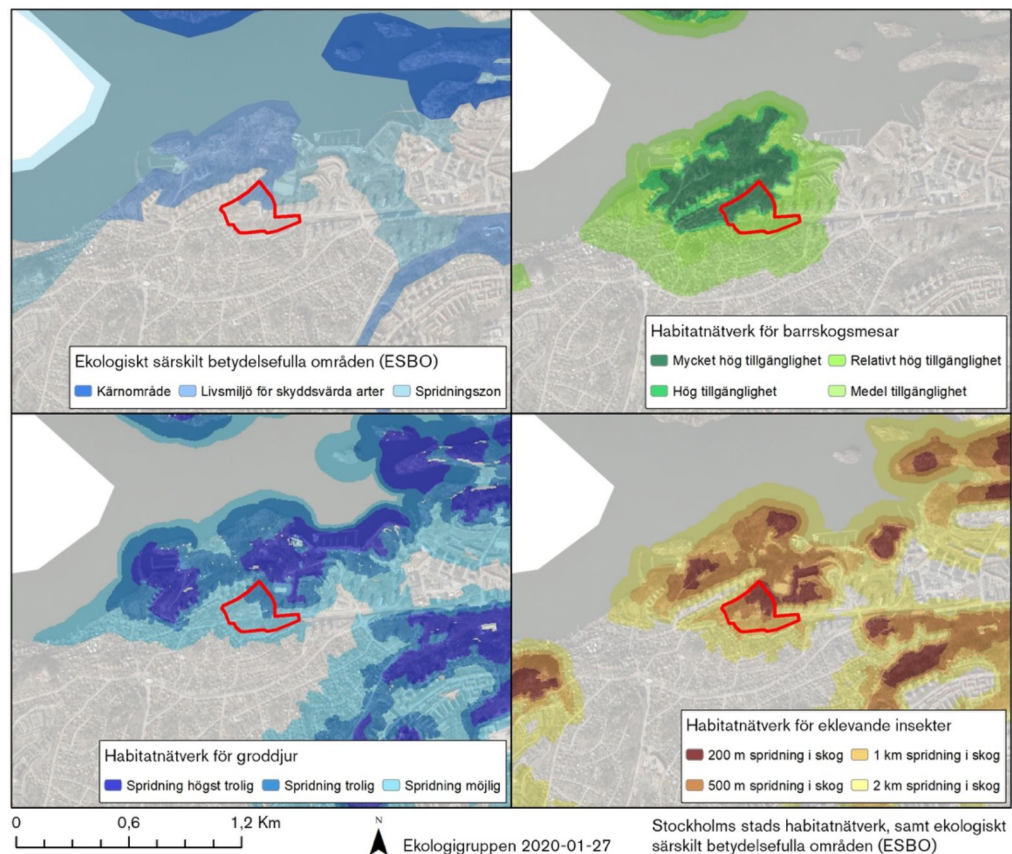 Ekologiskt särskilt betydelsefulla områden (ESBO)
Kärnområde Livsmiljö för skyddsvärda arter Spridningszon
Habitatnätverk för barrskogsmesar
Mycket hög tillgänglighet Relativt hög tillgänglighet
Hög tillgänglighet Medel tillgänglighet
Habitatnätverk för groddjur
Spridning högst trolig Spridning trolig Spridning möjlig
Habitatnätverk för eklevande insekter
200 m spridning i skog 1 km spridning i skog
500 m spridning i skog 2 km spridning i skog
0 0,6 1,2 Km
N
Ekologigruppen 2020-01-27
Stockholms stads habitatnätverk, samt ekologiskt
särskilt betydelsefulla områden (ESBO)